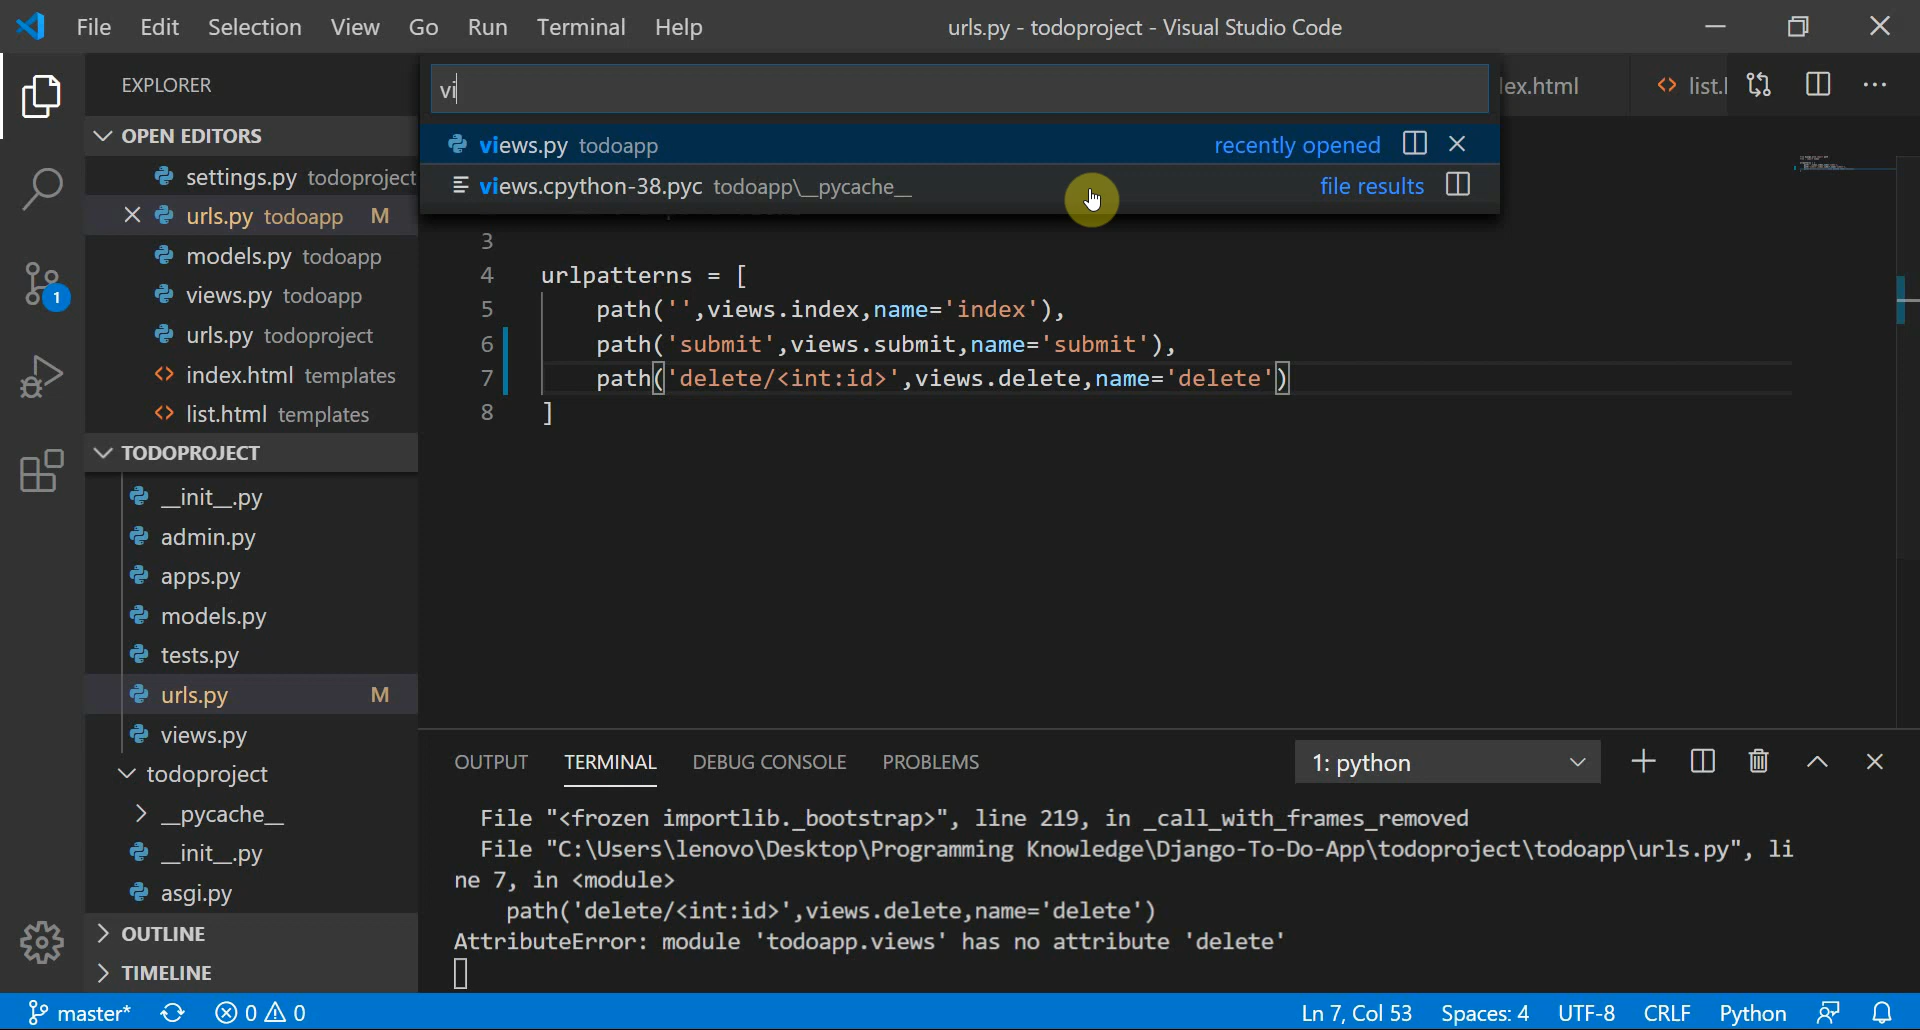 File Edit Selection View Go Run Terminal Help
urls.py - todoproject - Visual Studio Code
EXPLORER
OPEN EDITORS
settings.py todoproject
urls.py todoapp M
models.py todoapp
views.py todoapp
urls.py todoproject
index.html templates
list.html templates
TODOPROJECT
__init__.py
admin.py
apps.py
models.py
tests.py
urls.py M
views.py
todoproject
__pycache__
__init__.py
asgi.py
OUTLINE
TIMELINE
1
vi
views.py todoapp recently opened
views.cpython-38.pyc todoapp\__pycache__ file results
ex.html
list.
3
4 urlpatterns = [
5 path('',views.index,name='index'),
6 path('submit',views.submit,name='submit'),
7 path('delete/<int:id>',views.delete,name='delete')
8 ]
OUTPUT TERMINAL DEBUG CONSOLE PROBLEMS
1: python
File "<frozen importlib._bootstrap>", line 219, in _call_with_frames_removed
File "C:\Users\lenovo\Desktop\Programming Knowledge\Django-To-Do-App\todoproject\todoapp\urls.py", li
ne 7, in <module>
path('delete/<int:id>',views.delete,name='delete')
AttributeError: module 'todoapp.views' has no attribute 'delete'
master* 0 0
Ln 7, Col 53 Spaces: 4 UTF-8 CRLF Python